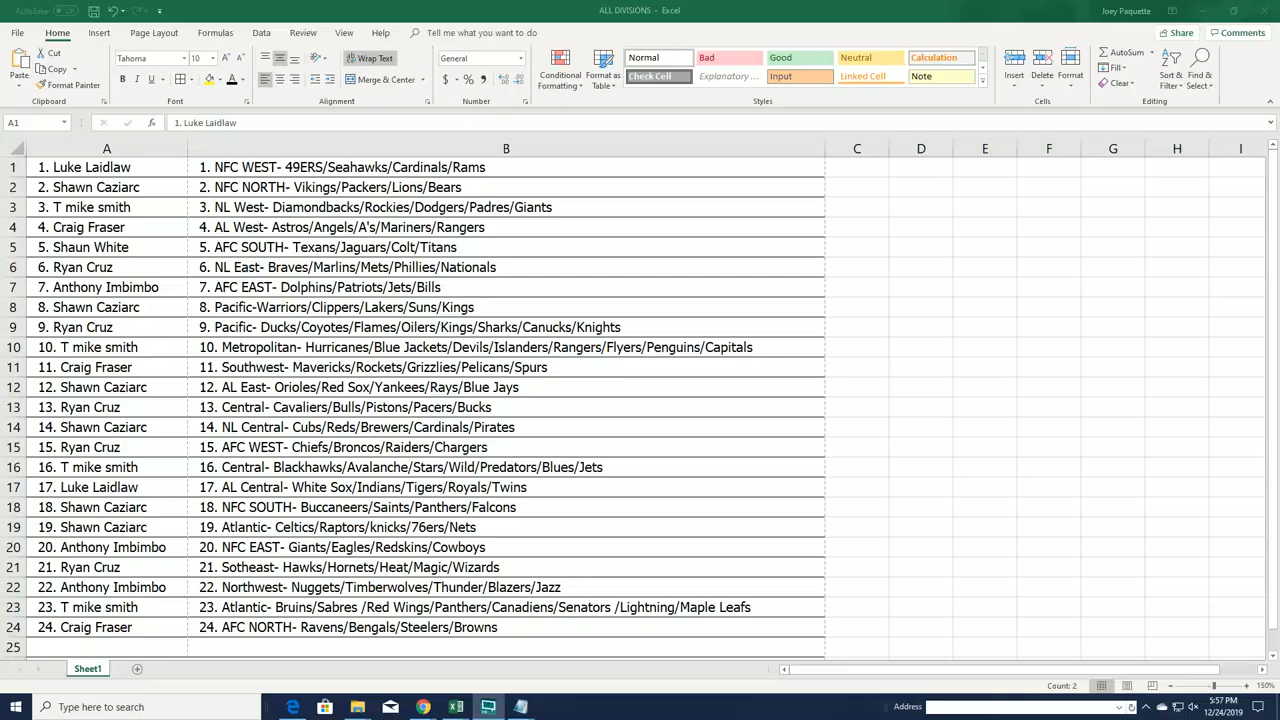 AutoSave Off ALL DIVISIONS - Excel Joey Paquette
File Home Insert Page Layout Formulas Data Review View Help Tell me what you want to do Share Comments
Cut
Copy
Format Painter
Paste
Clipboard
Tahoma 10
B I U A
Font
Wrap Text
Merge & Center
Alignment
General
$ % ,
Number
Conditional Formatting
Format as Table
Normal Bad Good Neutral Calculation
Check Cell Explanatory ... Input Linked Cell Note
Styles
Insert Delete Format
Cells
AutoSum
Fill
Clear
Sort & Filter
Find & Select
Editing
A1 fx 1. Luke Laidlaw
A B C D E F G H I
1 1. Luke Laidlaw 1. NFC WEST- 49ERS/Seahawks/Cardinals/Rams
2 2. Shawn Caziarc 2. NFC NORTH- Vikings/Packers/Lions/Bears
3 3. T mike smith 3. NL West- Diamondbacks/Rockies/Dodgers/Padres/Giants
4 4. Craig Fraser 4. AL West- Astros/Angels/A's/Mariners/Rangers
5 5. Shaun White 5. AFC SOUTH- Texans/Jaguars/Colt/Titans
6 6. Ryan Cruz 6. NL East- Braves/Marlins/Mets/Phillies/Nationals
7 7. Anthony Imbimbo 7. AFC EAST- Dolphins/Patriots/Jets/Bills
8 8. Shawn Caziarc 8. Pacific-Warriors/Clippers/Lakers/Suns/Kings
9 9. Ryan Cruz 9. Pacific- Ducks/Coyotes/Flames/Oilers/Kings/Sharks/Canucks/Knights
10 10. T mike smith 10. Metropolitan- Hurricanes/Blue Jackets/Devils/Islanders/Rangers/Flyers/Penguins/Capitals
11 11. Craig Fraser 11. Southwest- Mavericks/Rockets/Grizzlies/Pelicans/Spurs
12 12. Shawn Caziarc 12. AL East- Orioles/Red Sox/Yankees/Rays/Blue Jays
13 13. Ryan Cruz 13. Central- Cavaliers/Bulls/Pistons/Pacers/Bucks
14 14. Shawn Caziarc 14. NL Central- Cubs/Reds/Brewers/Cardinals/Pirates
15 15. Ryan Cruz 15. AFC WEST- Chiefs/Broncos/Raiders/Chargers
16 16. T mike smith 16. Central- Blackhawks/Avalanche/Stars/Wild/Predators/Blues/Jets
17 17. Luke Laidlaw 17. AL Central- White Sox/Indians/Tigers/Royals/Twins
18 18. Shawn Caziarc 18. NFC SOUTH- Buccaneers/Saints/Panthers/Falcons
19 19. Shawn Caziarc 19. Atlantic- Celtics/Raptors/knicks/76ers/Nets
20 20. Anthony Imbimbo 20. NFC EAST- Giants/Eagles/Redskins/Cowboys
21 21. Ryan Cruz 21. Sotheast- Hawks/Hornets/Heat/Magic/Wizards
22 22. Anthony Imbimbo 22. Northwest- Nuggets/Timberwolves/Thunder/Blazers/Jazz
23 23. T mike smith 23. Atlantic- Bruins/Sabres /Red Wings/Panthers/Canadiens/Senators /Lightning/Maple Leafs
24 24. Craig Fraser 24. AFC NORTH- Ravens/Bengals/Steelers/Browns
25
Sheet1
Count: 2 150%
Type here to search
Address
5:57 PM
12/24/2019